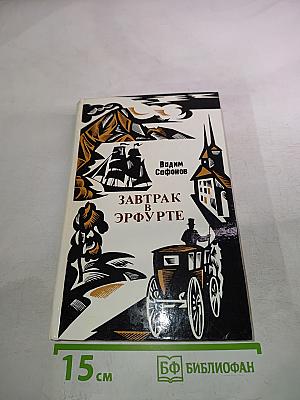 Вадим
Сафонов
ЗАВТРАК
В
ЭРФУРТЕ
15 см
БФ БИБЛИОФАН